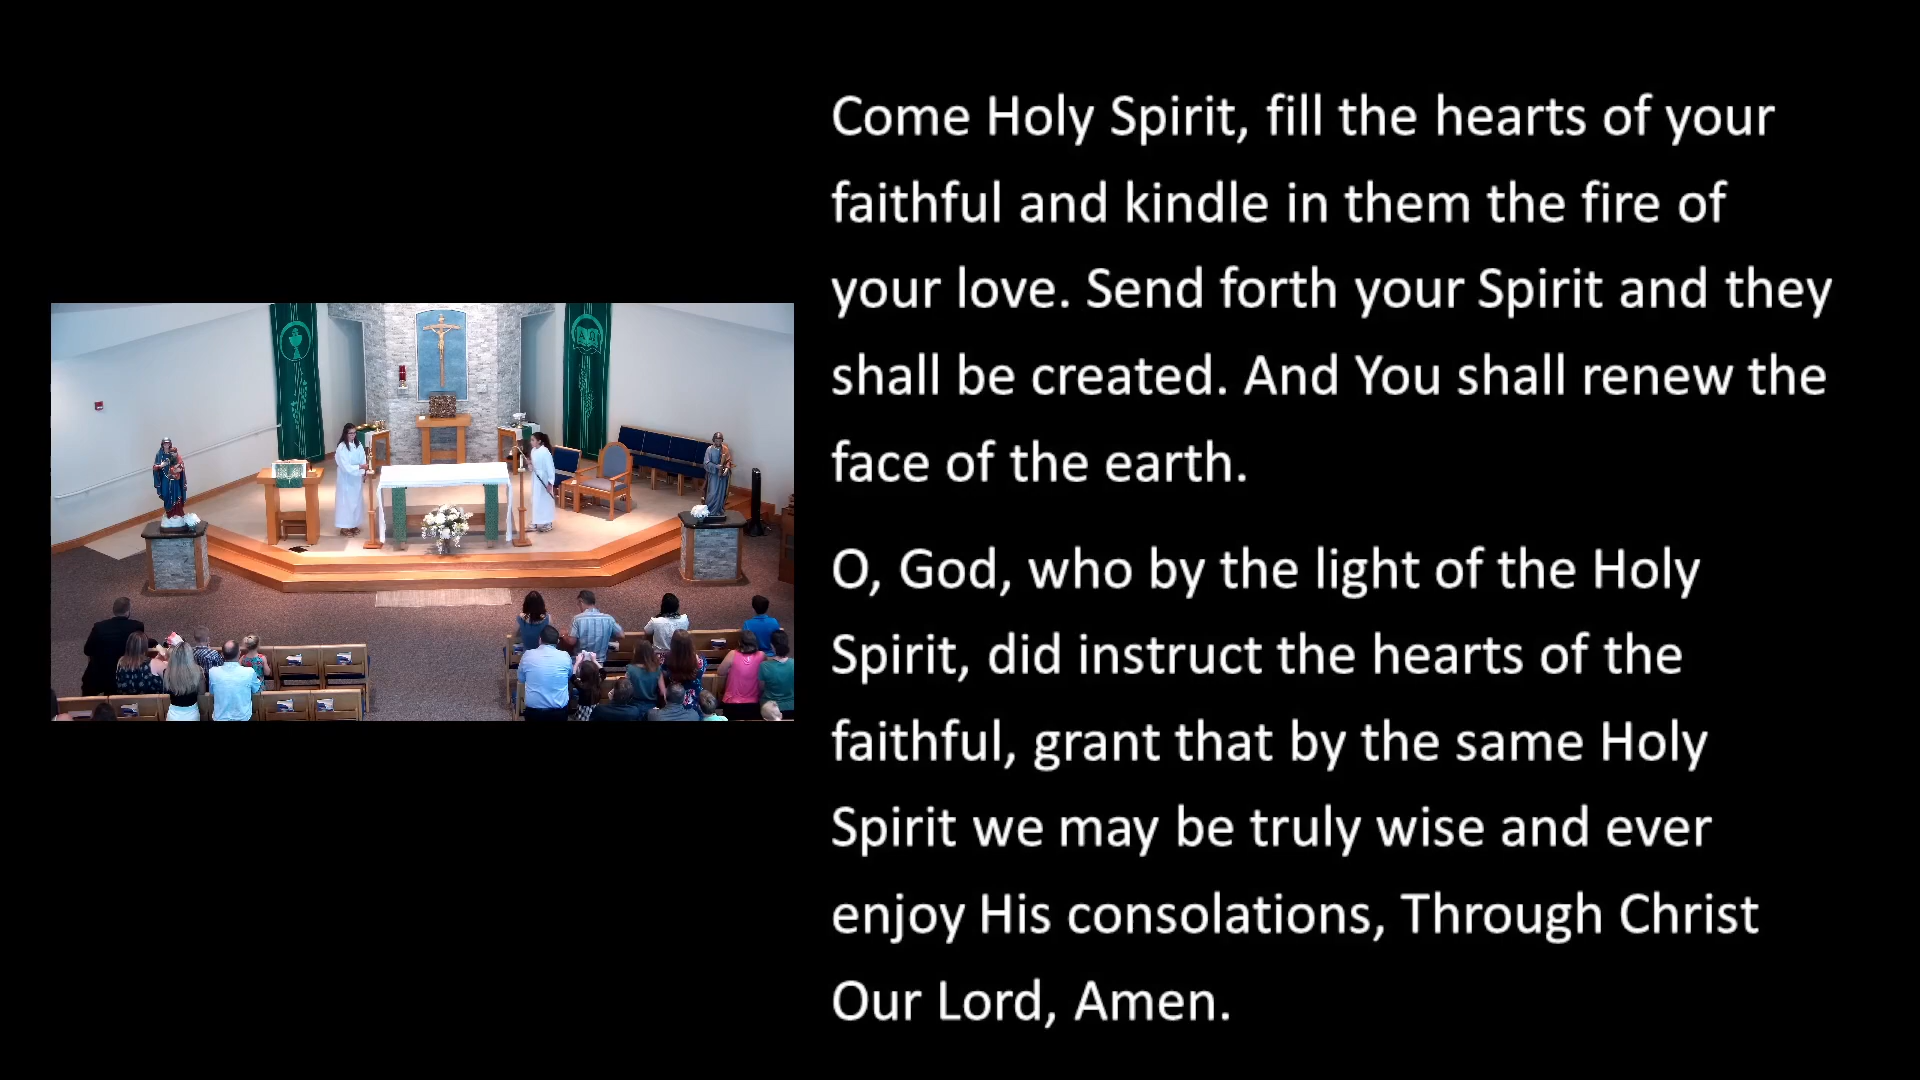 Come Holy Spirit, fill the hearts of your
faithful and kindle in them the fire of
your love. Send forth your Spirit and they
shall be created. And You shall renew the
face of the earth.
O, God, who by the light of the Holy
Spirit, did instruct the hearts of the
faithful, grant that by the same Holy
Spirit we may be truly wise and ever
enjoy His consolations, Through Christ
Our Lord, Amen.